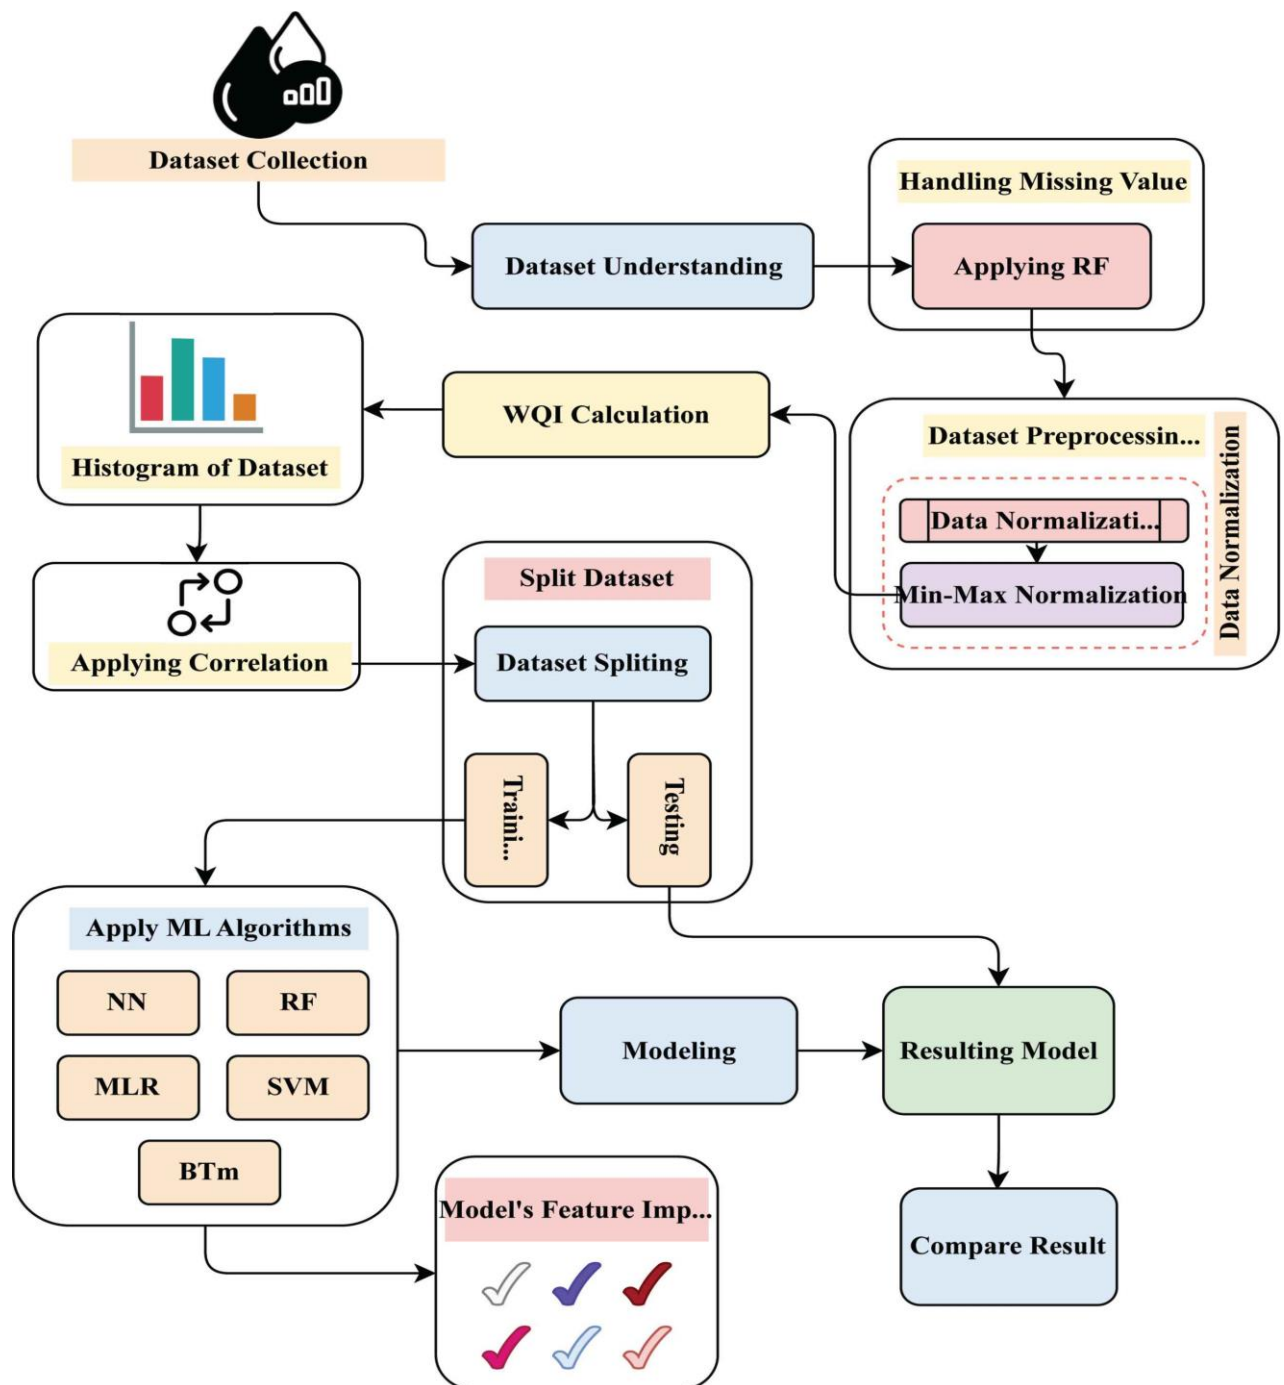 Dataset Collection
Handling Missing Value
Dataset Understanding
Applying RF
WQI Calculation
Histogram of Dataset
Dataset Preprocessin...
Data Normalization
Data Normalizati...
Min-Max Normalization
Applying Correlation
Split Dataset
Dataset Spliting
Traini...
Testing
Apply ML Algorithms
NN
RF
MLR
SVM
BTm
Modeling
Resulting Model
Model's Feature Imp...
Compare Result